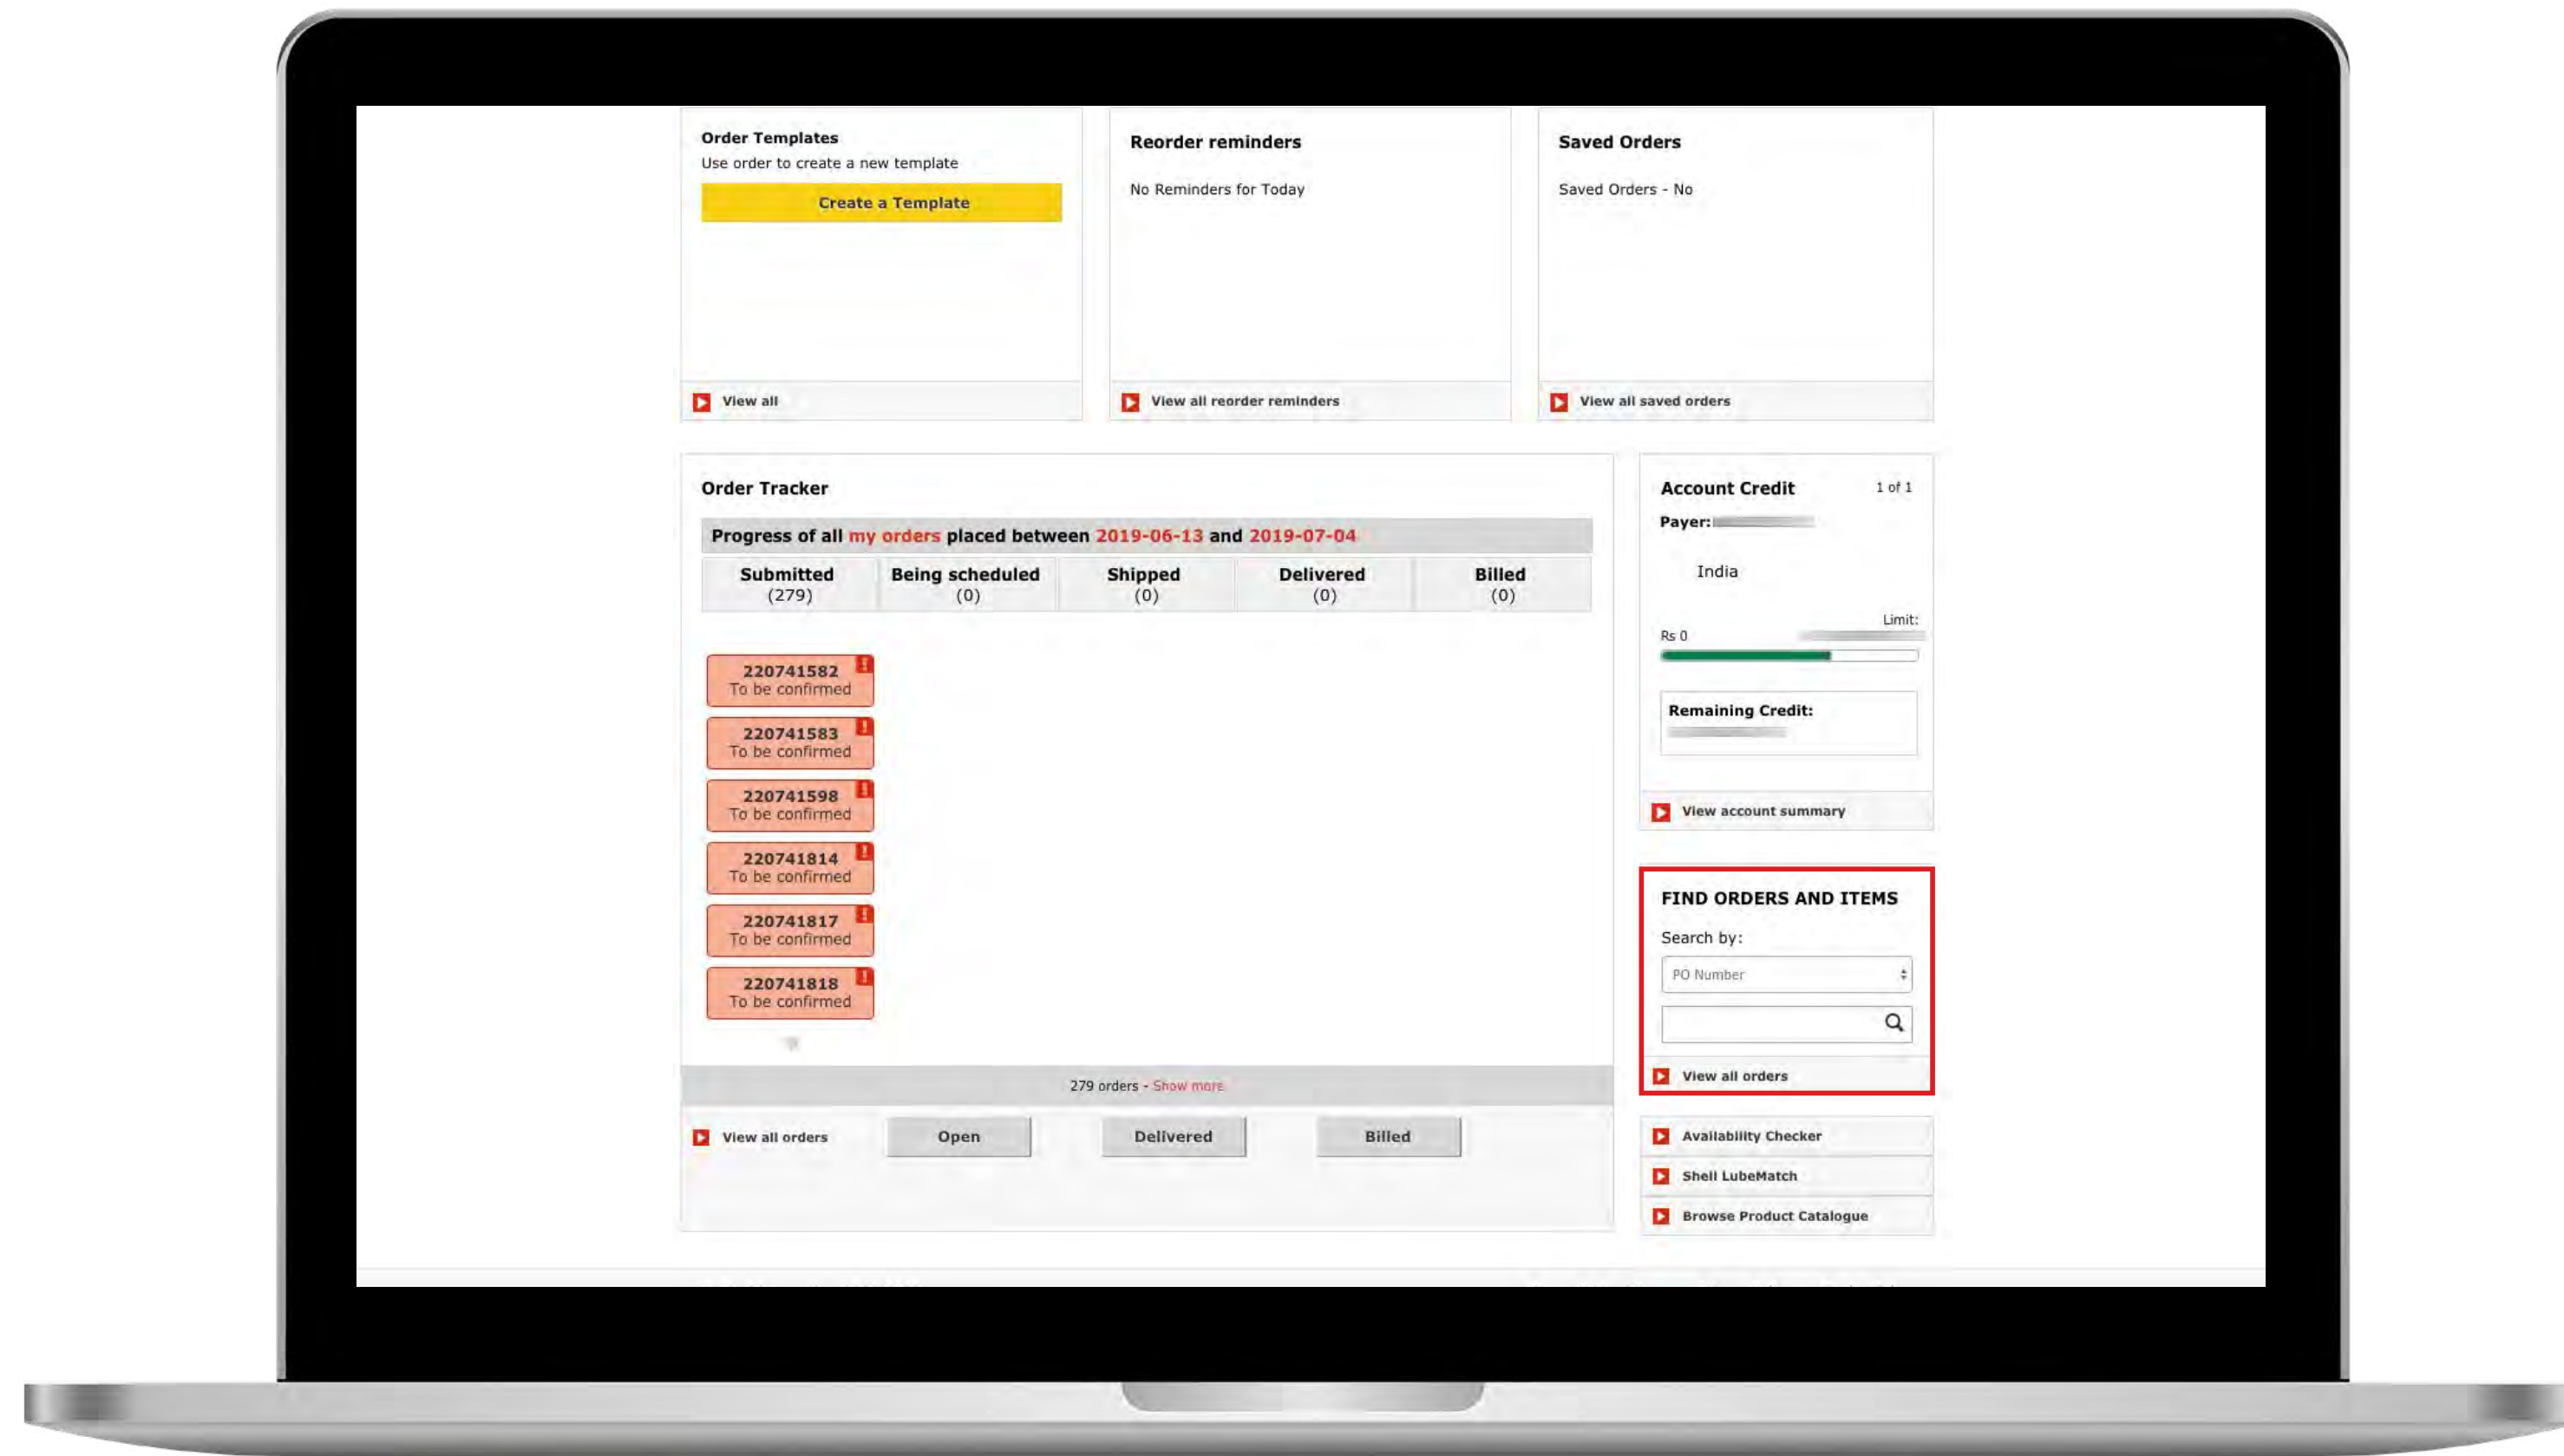 Order Templates
Use order to create a new template
Create a Template
View all
Reorder reminders
No Reminders for Today
View all reorder reminders
Saved Orders
Saved Orders - No
View all saved orders
Order Tracker
Progress of all my orders placed between 2019-06-13 and 2019-07-04
Submitted Being scheduled Shipped Delivered Billed
(279) (0) (0) (0) (0)
220741582
To be confirmed
220741583
To be confirmed
220741598
To be confirmed
220741814
To be confirmed
220741817
To be confirmed
220741818
To be confirmed
279 orders - Show more
View all orders Open Delivered Billed
Account Credit 1 of 1
Payer:
India
Limit:
Rs 0
Remaining Credit:
View account summary
FIND ORDERS AND ITEMS
Search by:
PO Number
View all orders
Availability Checker
Shell LubeMatch
Browse Product Catalogue